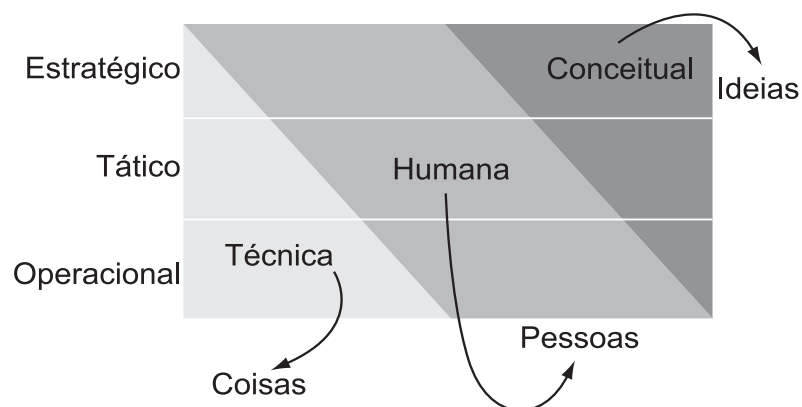 Estratégico
Conceitual
Ideias
Tático
Humana
Operacional
Técnica
Pessoas
Coisas